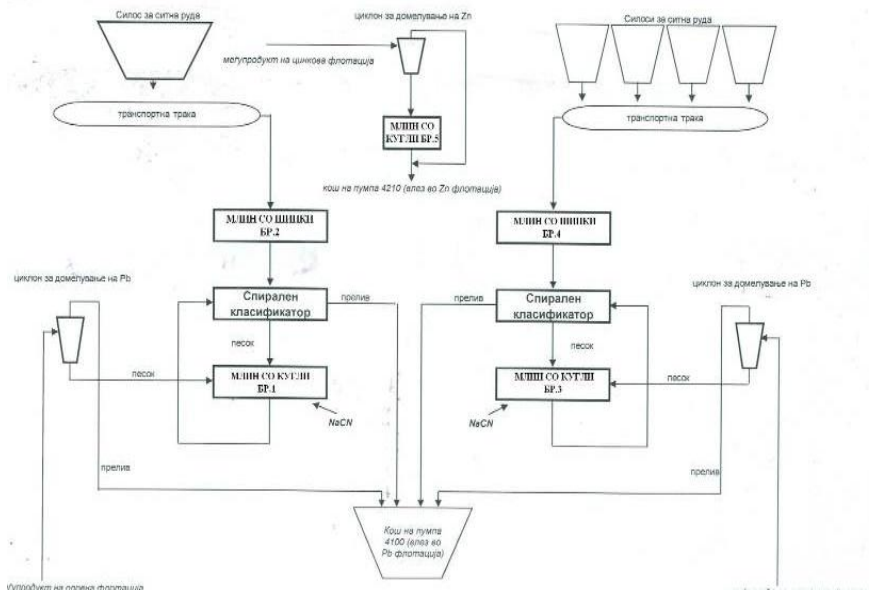 Силос за ситна руда
циклон за домелување на Zn
Силоси за ситна руда
меѓупродукт на цинкова флотација
транспортна трака
МЛИН СО
КУГЛИ БР.5
транспортна трака
кош на пумпа 4210 (влез во Zn флотација)
МЛИН СО ШИПКИ
БР.2
МЛИН СО ШИПКИ
БР.4
циклон за домелување на Pb
циклон за домелување на Pb
Спирален
класификатор
прелив
прелив
Спирален
класификатор
песок
песок
песок
МЛИН СО КУГЛИ
БР.1
МЛИН СО КУГЛИ
БР.3
песок
NaCN
NaCN
прелив
прелив
Кош на пумпа
4100 (влез во
Pb флотација)
на оловна флотација